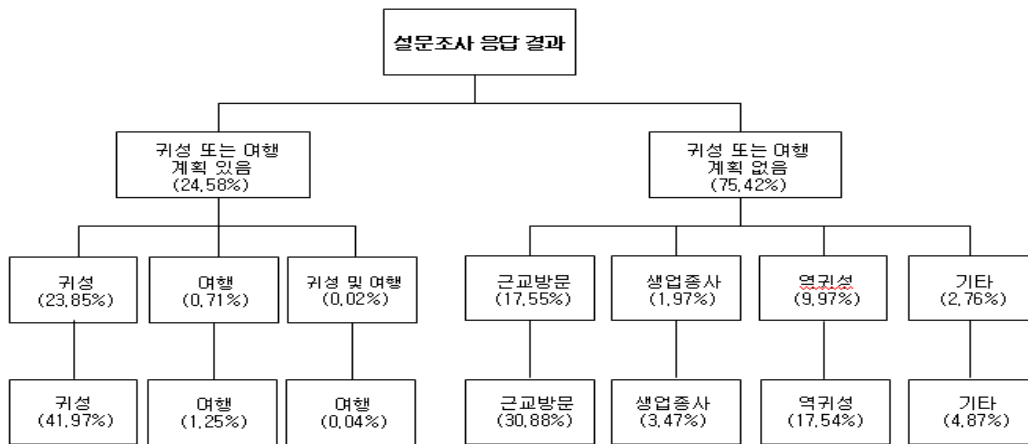 설문조사 응답 결과
귀성 또는 여행
계획 있음
(24,58%)
귀성 또는 여행
계획 없음
(75,42%)
귀성
(23,85%)
여행
(0,71%)
귀성 및 여행
(0,02%)
근교방문
(17,55%)
생업종사
(1,97%)
역귀성
(9,97%)
기타
(2,76%)
귀성
(41,97%)
여행
(1,25%)
여행
(0,04%)
근교방문
(30,88%)
생업종사
(3,47%)
역귀성
(17,54%)
기타
(4,87%)